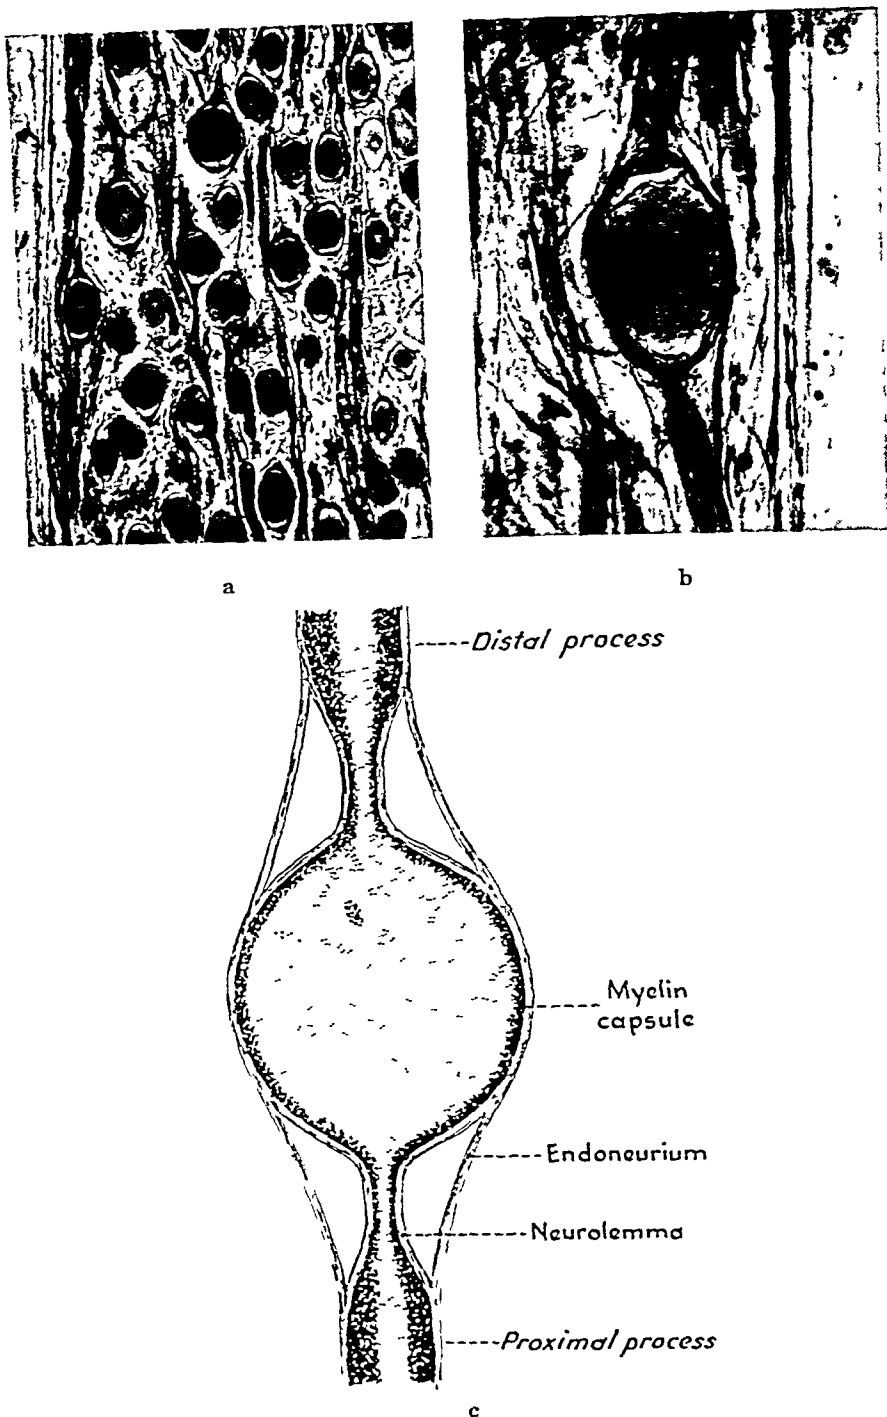 a
b
Distal process
Myelin
capsule
Endoneurium
Neurolemma
Proximal process
c